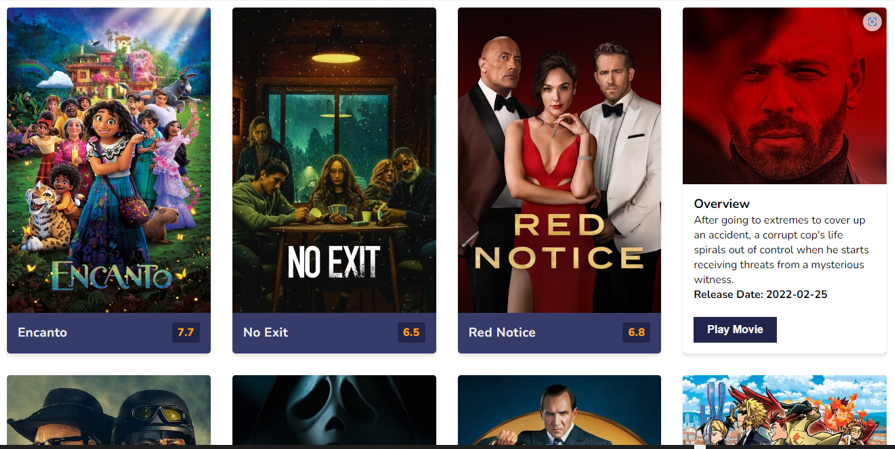 ENCANTO
NO EXIT
RED
NOTICE
Overview
After going to extremes to cover up
an accident, a corrupt cop's life
spirals out of control when he starts
receiving threats from a mysterious
witness.
Release Date: 2022-02-25
Play Movie
Encanto 7.7
No Exit 6.5
Red Notice 6.8